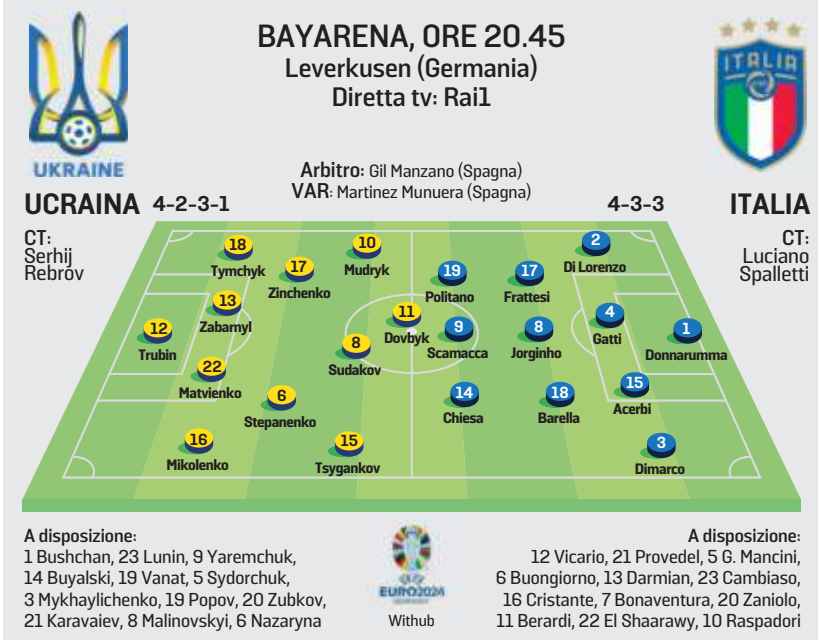 BAYARENA, ORE 20.45
Leverkusen (Germania)
Diretta tv: Rai1
UKRAINE
ITALIA
Arbitro: Gil Manzano (Spagna)
VAR: Martinez Munuera (Spagna)
UCRAINA 4-2-3-1
4-3-3 ITALIA
CT:
Serhij
Rebrov
CT:
Luciano
Spalletti
18
Tymchyk
17
Zinchenko
10
Mudryk
13
Zabarnyl
12
Trubin
11
Dovbyk
8
Sudakov
22
Matvienko
6
Stepanenko
16
Mikolenko
15
Tsygankov
19
Politano
17
Frattesi
2
Di Lorenzo
9
Scamacca
8
Jorginho
4
Gatti
1
Donnarumma
14
Chiesa
18
Barella
15
Acerbi
3
Dimarco
A disposizione:
1 Bushchan, 23 Lunin, 9 Yaremchuk,
14 Buyalski, 19 Vanat, 5 Sydorchuk,
3 Mykhaylichenko, 19 Popov, 20 Zubkov,
21 Karavaiev, 8 Malinovskyi, 6 Nazaryna
EURO2024
Withub
A disposizione:
12 Vicario, 21 Provedel, 5 G. Mancini,
6 Buongiorno, 13 Darmian, 23 Cambiaso,
16 Cristante, 7 Bonaventura, 20 Zaniolo,
11 Berardi, 22 El Shaarawy, 10 Raspadori